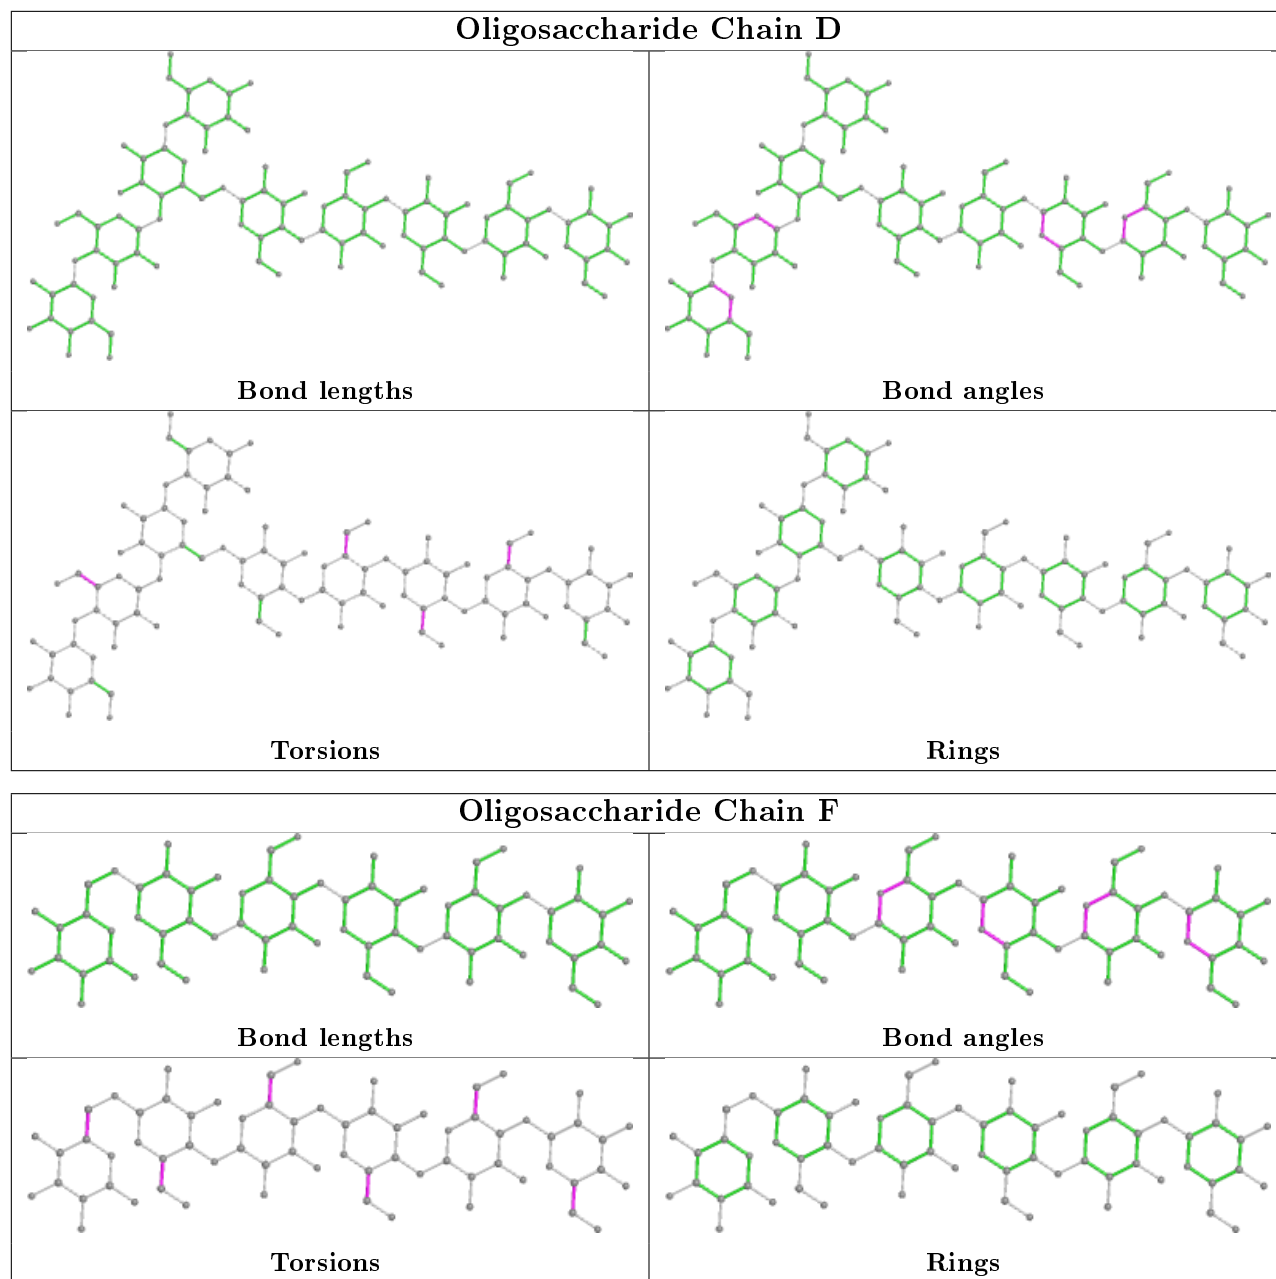 Oligosaccharide Chain D
Bond lengths
Bond angles
Torsions
Rings
Oligosaccharide Chain F
Bond lengths
Bond angles
Torsions
Rings